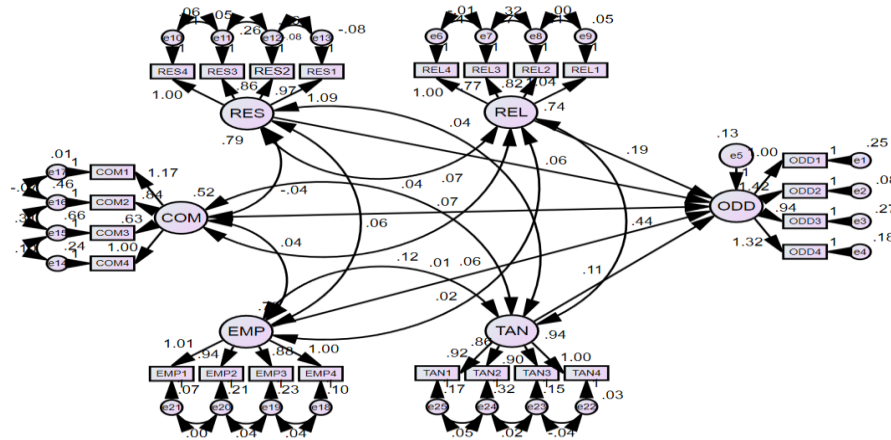 .06 .05 -.08
.26 .08
e10 e11 e12 e13
1 1 1
RES4 RES3 RES2 RES1
1.00 .86 .97 1.09
RES
.79
.32 .00 .05
e6 e7 e8 e9
1 1 1 1
REL4 REL3 REL2 REL1
1.00 .77 .82 1.04 .74
REL
.04
.19
.06
.13
e5
1
.25
1.00 ODD1 1 e1
.08
1.42 ODD2 1 e2
.27
.94 ODD3 1 e3
.18
1.32 ODD4 1 e4
ODD
.01
e17 1 COM1 1.17
.46
e16 1 COM2 .84
.66
e15 1 COM3 .63
.24
e14 1 COM4 1.00
COM
.52
-.04 .04 .07
.07
.44
.04 .06
.12 .01 .06
.02
.11
EMP
1.01 .94 .88 1.00
EMP1 EMP2 EMP3 EMP4
.07 .21 .23 .10
e21 e20 e19 e18
.00 .04 .04
TAN
.94
.92 .86 .90 1.00
TAN1 TAN2 TAN3 TAN4
.17 .32 .15 .03
e25 e24 e23 e22
.05 .02 -.04